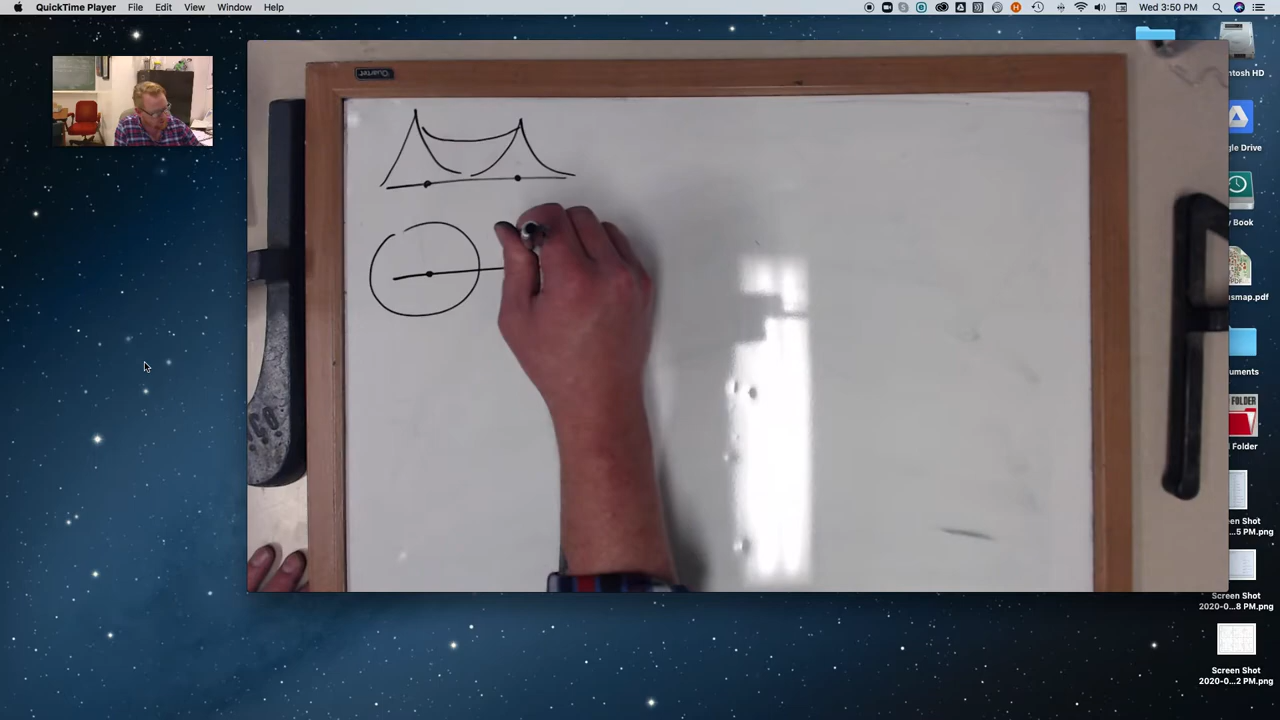 QuickTime Player File Edit View Window Help
Wed 3:50 PM
Quartet
ntosh HD
gle Drive
y Book
usmap.pdf
uments
FOLDER
l Folder
Screen Shot
...5 PM.png
Screen Shot
2020-0...8 PM.png
Screen Shot
2020-0...2 PM.png